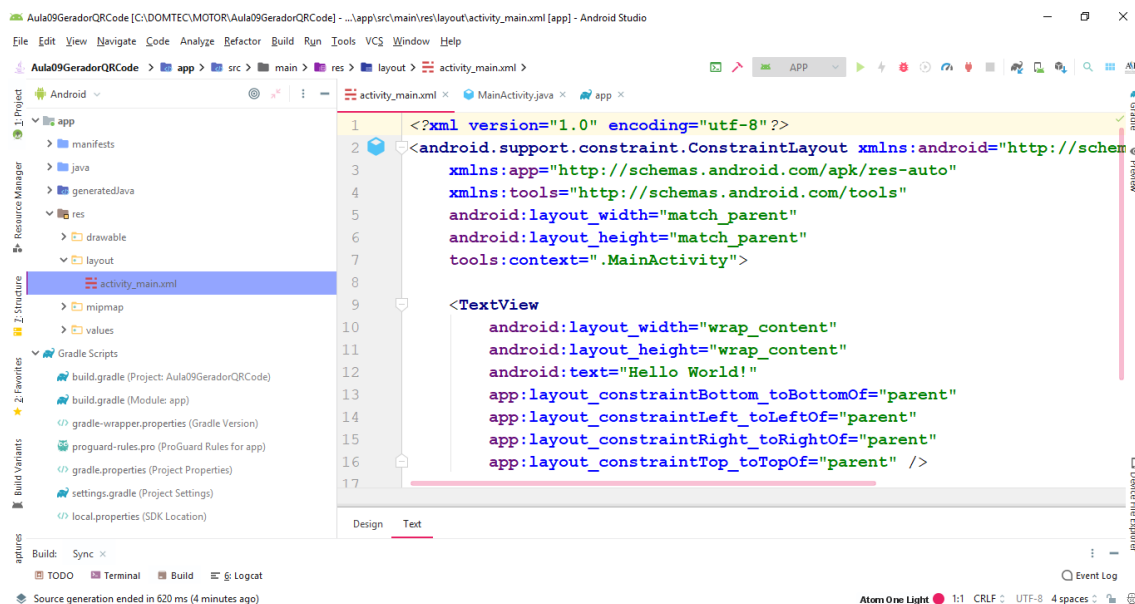 Aula09GeradorQRCode [C:\DOMTEC\MOTOR\Aula09GeradorQRCode] - ...\app\src\main\res\layout\activity_main.xml [app] - Android Studio
File Edit View Navigate Code Analyze Refactor Build Run Tools VCS Window Help
Aula09GeradorQRCode app src main res layout activity_main.xml APP
1: Project
Resource Manager
7: Structure
2: Favorites
Build Variants
aptures
Android
app
manifests
java
generatedJava
res
drawable
layout
activity_main.xml
mipmap
values
Gradle Scripts
build.gradle (Project: Aula09GeradorQRCode)
build.gradle (Module: app)
gradle-wrapper.properties (Gradle Version)
proguard-rules.pro (ProGuard Rules for app)
gradle.properties (Project Properties)
settings.gradle (Project Settings)
local.properties (SDK Location)
activity_main.xml MainActivity.java app
1 <?xml version="1.0" encoding="utf-8"?>
2 <android.support.constraint.ConstraintLayout xmlns:android="http://schem
3 xmlns:app="http://schemas.android.com/apk/res-auto"
4 xmlns:tools="http://schemas.android.com/tools"
5 android:layout_width="match_parent"
6 android:layout_height="match_parent"
7 tools:context=".MainActivity">
8
9 <TextView
10 android:layout_width="wrap_content"
11 android:layout_height="wrap_content"
12 android:text="Hello World!"
13 app:layout_constraintBottom_toBottomOf="parent"
14 app:layout_constraintLeft_toLeftOf="parent"
15 app:layout_constraintRight_toRightOf="parent"
16 app:layout_constraintTop_toTopOf="parent" />
17
Design Text
Gradle
Preview
Device File Explorer
Build: Sync
TODO Terminal Build 6: Logcat Event Log
Source generation ended in 620 ms (4 minutes ago) Atom One Light 1:1 CRLF UTF-8 4 spaces